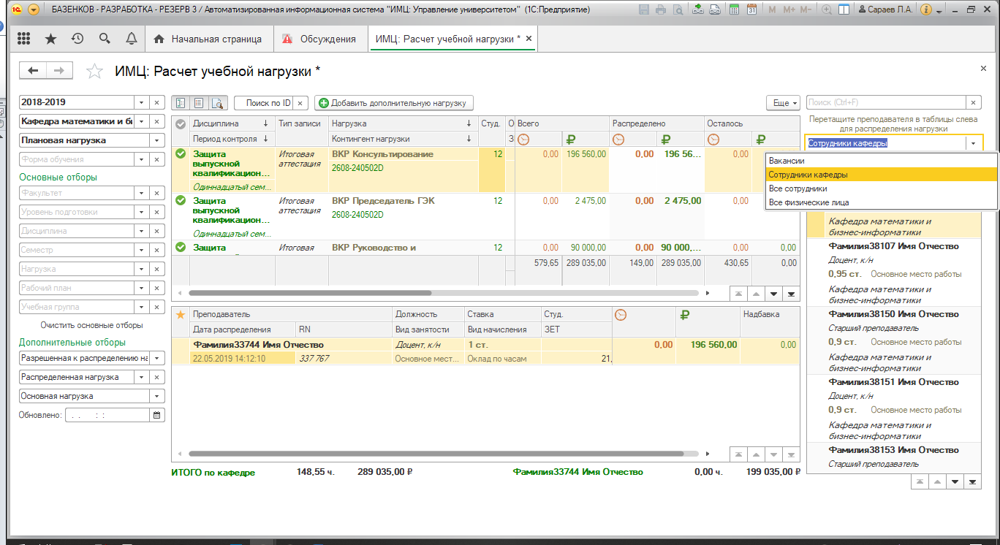 БАЗЕНКОВ - РАЗРАБОТКА - РЕЗЕРВ 3 / Автоматизированная информационная система "ИМЦ: Управление университетом" (1С:Предприятие)
M M+ M- Сараев Л.А.
Начальная страница Обсуждения ИМЦ: Расчет учебной нагрузки * ×
ИМЦ: Расчет учебной нагрузки *
2018-2019
Кафедра математики и би
Плановая нагрузка
Форма обучения
Основные отборы
Факультет
Уровень подготовки
Дисциплина
Семестр
Нагрузка
Рабочий план
Учебная группа
Очистить основные отборы
Дополнительные отборы
Разрешенная к распределению на
Распределенная нагрузка
Основная нагрузка
Обновлено: . . : :
Поиск по ID × Добавить дополнительную нагрузку Еще
Дисциплина ↓ Тип записи Нагрузка ↓ Студ. О Всего Распределено Осталось
Период контроля ↓ Контингент нагрузки ↓ З ₽ ₽ ₽
Защита выпускной квалификацион... Итоговая аттестация ВКР Консультирование 12 0,00 196 560,00 0,00 196 56... 0,00
2608-240502D
Одиннадцатый сем...
Защита выпускной квалификацион... Итоговая аттестация ВКР Председатель ГЭК 12 0,00 2 475,00 0,00 2 475,00 0,00
2608-240502D
Одиннадцатый сем...
Защита Итоговая ВКР Руководство и 12 0,00 90 000,00 0,00 90 000,... 0,00 0,00
579,65 289 035,00 149,00 289 035,00 430,65 0,00
Преподаватель Должность Ставка Студ. ₽ Надбавка
Дата распределения RN Вид занятости Вид начисления ЗЕТ
Фамилия33744 Имя Отчество Доцент, к/н 1 ст. 0,00 196 560,00 0,00
22.05.2019 14:12:10 337 767 Основное мест... Оклад по часам 21,
ИТОГО по кафедре 148,55 ч. 289 035,00 ₽ Фамилия33744 Имя Отчество 0,00 ч. 199 035,00 ₽
Поиск (Ctrl+F) ×
Перетащите преподавателя в таблицы слева
для распределения нагрузки
Сотрудники кафедры
Вакансии
Сотрудники кафедры
Все сотрудники
Все физические лица
Кафедра математики и
бизнес-информатики
Фамилия38107 Имя Отчество
Доцент, к/н
0,95 ст. Основное место работы
Кафедра математики и
бизнес-информатики
Фамилия38150 Имя Отчество
Старший преподаватель
0,9 ст. Основное место работы
Кафедра математики и
бизнес-информатики
Фамилия38151 Имя Отчество
Доцент, к/н
0,9 ст. Основное место работы
Кафедра математики и
бизнес-информатики
Фамилия38153 Имя Отчество
Старший преподаватель